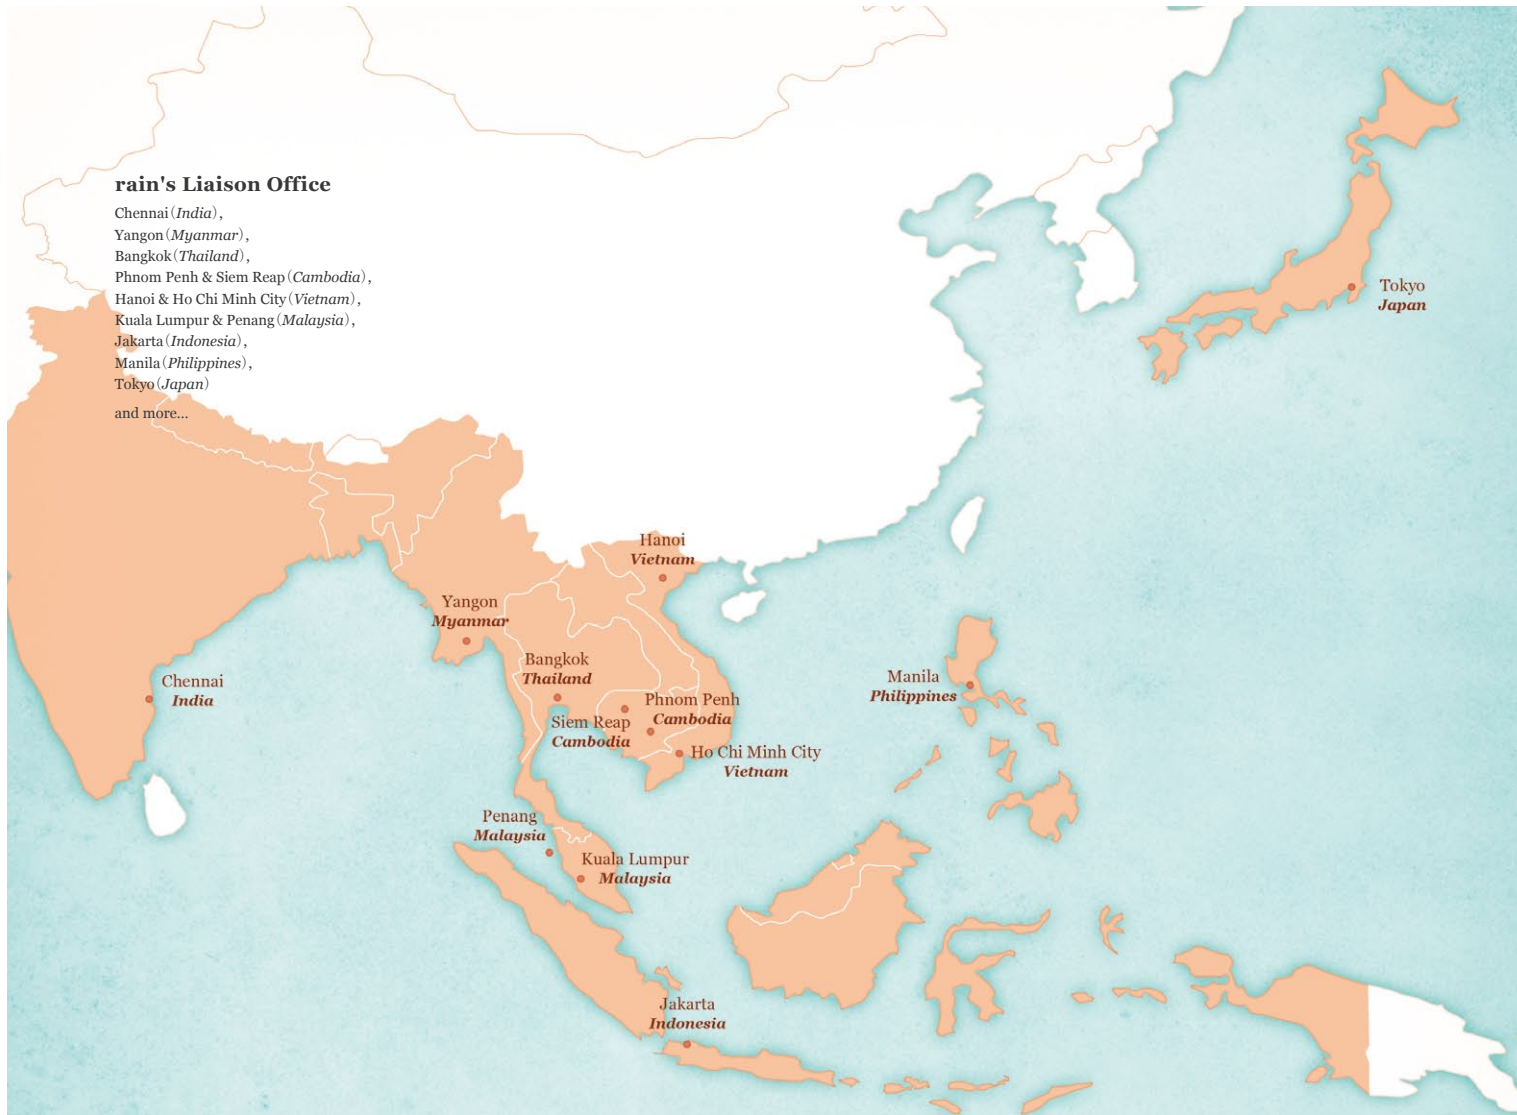 rain's Liaison Office
Chennai(India),
Yangon(Myanmar),
Bangkok(Thailand),
Phnom Penh & Siem Reap(Cambodia),
Hanoi & Ho Chi Minh City(Vietnam),
Kuala Lumpur & Penang(Malaysia),
Jakarta(Indonesia),
Manila(Philippines),
Tokyo(Japan)
and more...
Tokyo
Japan
Hanoi
Vietnam
Yangon
Myanmar
Bangkok
Thailand
Chennai
India
Manila
Philippines
Phnom Penh
Cambodia
Siem Reap
Cambodia
Ho Chi Minh City
Vietnam
Penang
Malaysia
Kuala Lumpur
Malaysia
Jakarta
Indonesia